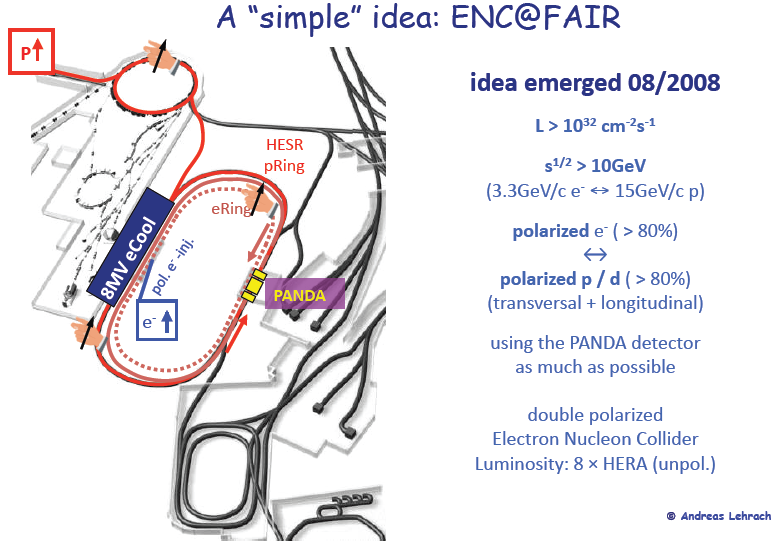 A “simple” idea: ENC@FAIR
P
HESR
pRing
eRing
8MV eCool
pol. e⁻-inj.
PANDA
e⁻
idea emerged 08/2008
L > 10³² cm⁻²s⁻¹
s¹/² > 10GeV
(3.3GeV/c e⁻ ↔ 15GeV/c p)
polarized e⁻ ( > 80%)
↔
polarized p / d ( > 80%)
(transversal + longitudinal)
using the PANDA detector
as much as possible
double polarized
Electron Nucleon Collider
Luminosity: 8 × HERA (unpol.)
© Andreas Lehrach